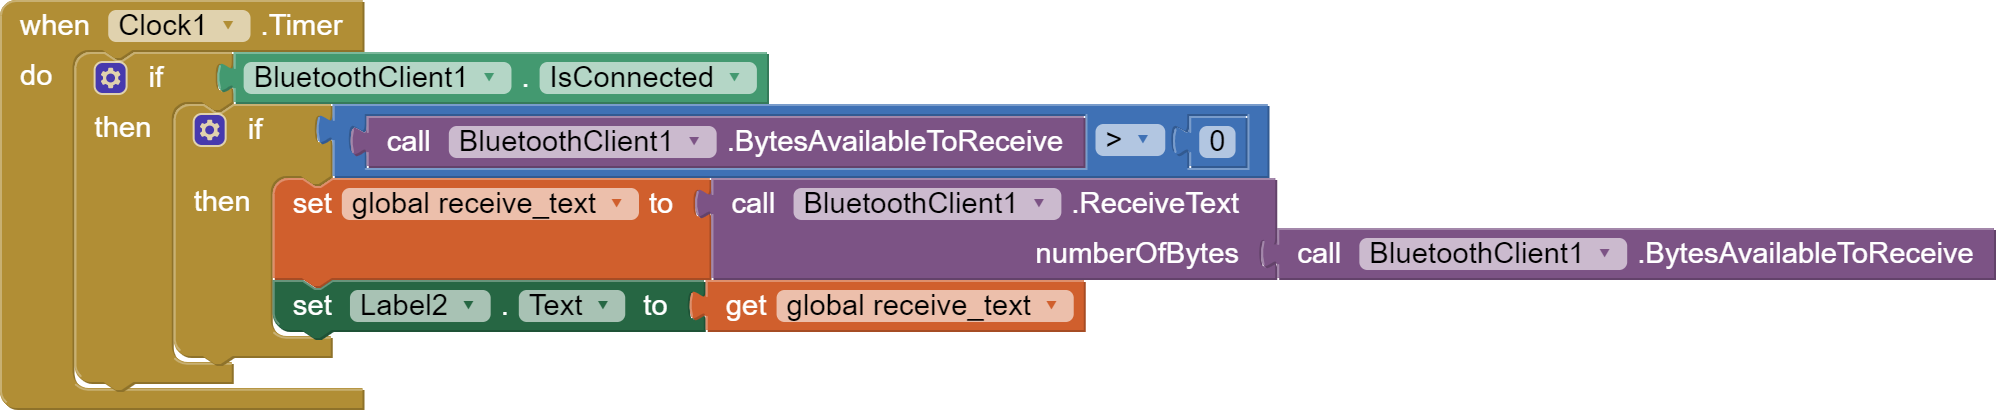 when Clock1 .Timer
do if BluetoothClient1 . IsConnected
then if call BluetoothClient1 .BytesAvailableToReceive > 0
then set global receive_text to call BluetoothClient1 .ReceiveText
numberOfBytes call BluetoothClient1 .BytesAvailableToReceive
set Label2 . Text to get global receive_text